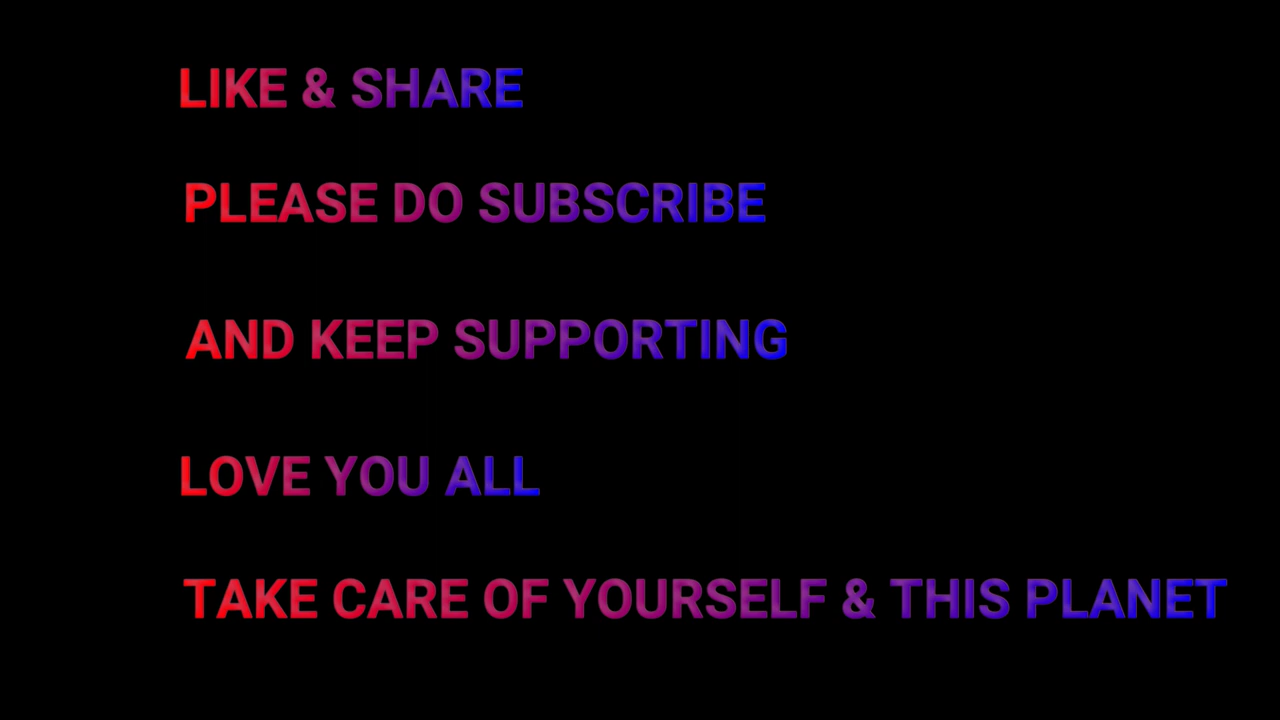 LIKE & SHARE
PLEASE DO SUBSCRIBE
AND KEEP SUPPORTING
LOVE YOU ALL
TAKE CARE OF YOURSELF & THIS PLANET